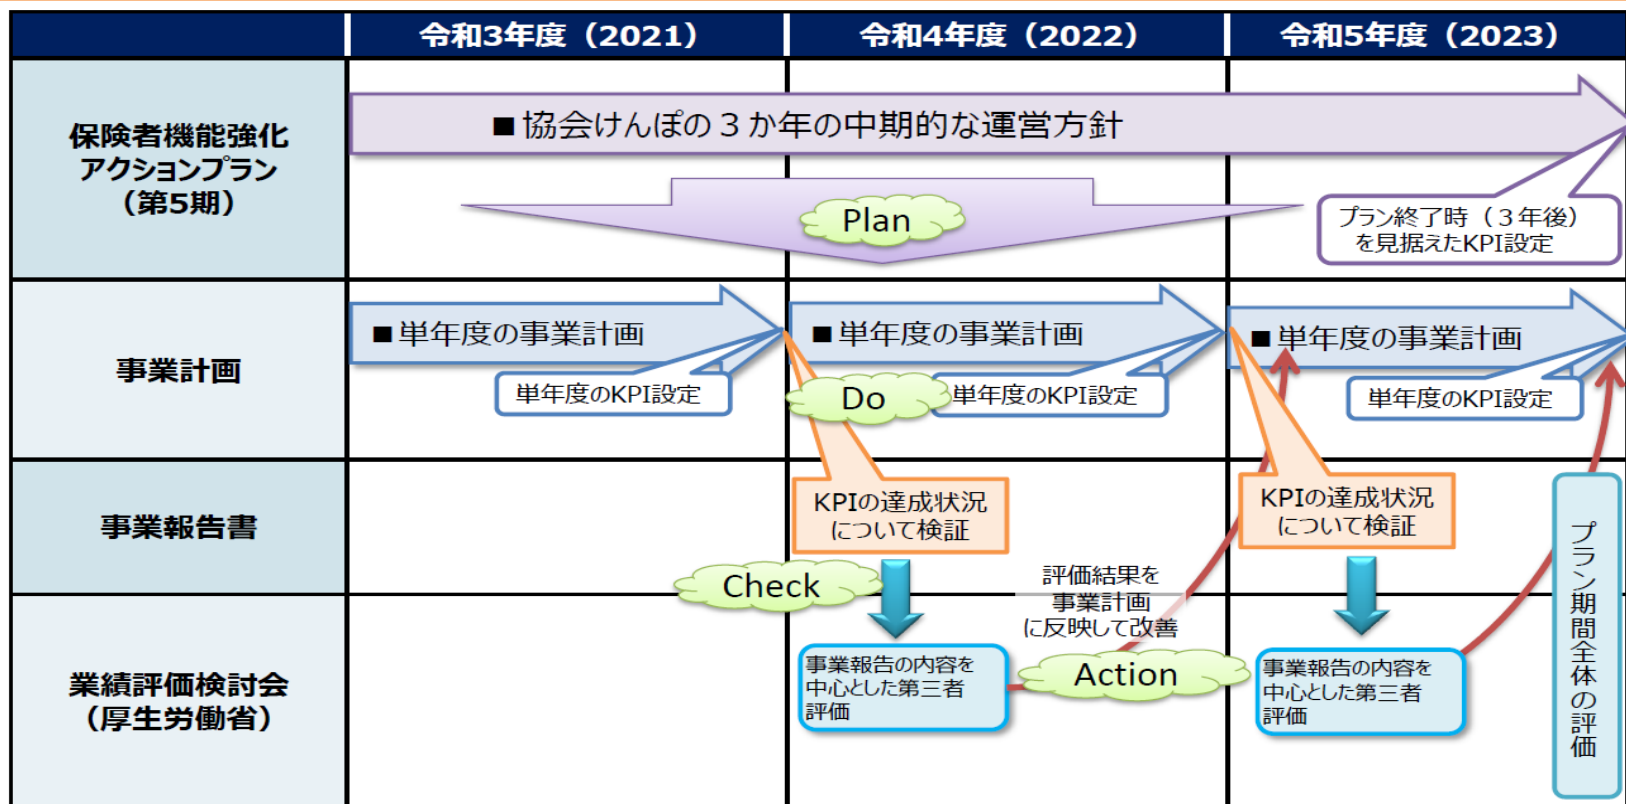 令和3年度（2021）
令和4年度（2022）
令和5年度（2023）
保険者機能強化
アクションプラン
（第5期）
■協会けんぽの３か年の中期的な運営方針
Plan
プラン終了時（３年後）
を見据えたKPI設定
事業計画
■単年度の事業計画
単年度のKPI設定
■単年度の事業計画
Do
単年度のKPI設定
■単年度の事業計画
単年度のKPI設定
事業報告書
KPIの達成状況
について検証
KPIの達成状況
について検証
Check
評価結果を
事業計画
に反映して改善
業績評価検討会
（厚生労働省）
事業報告の内容を
中心とした第三者
評価
Action
事業報告の内容を
中心とした第三者
評価
プラン期間全体の評価